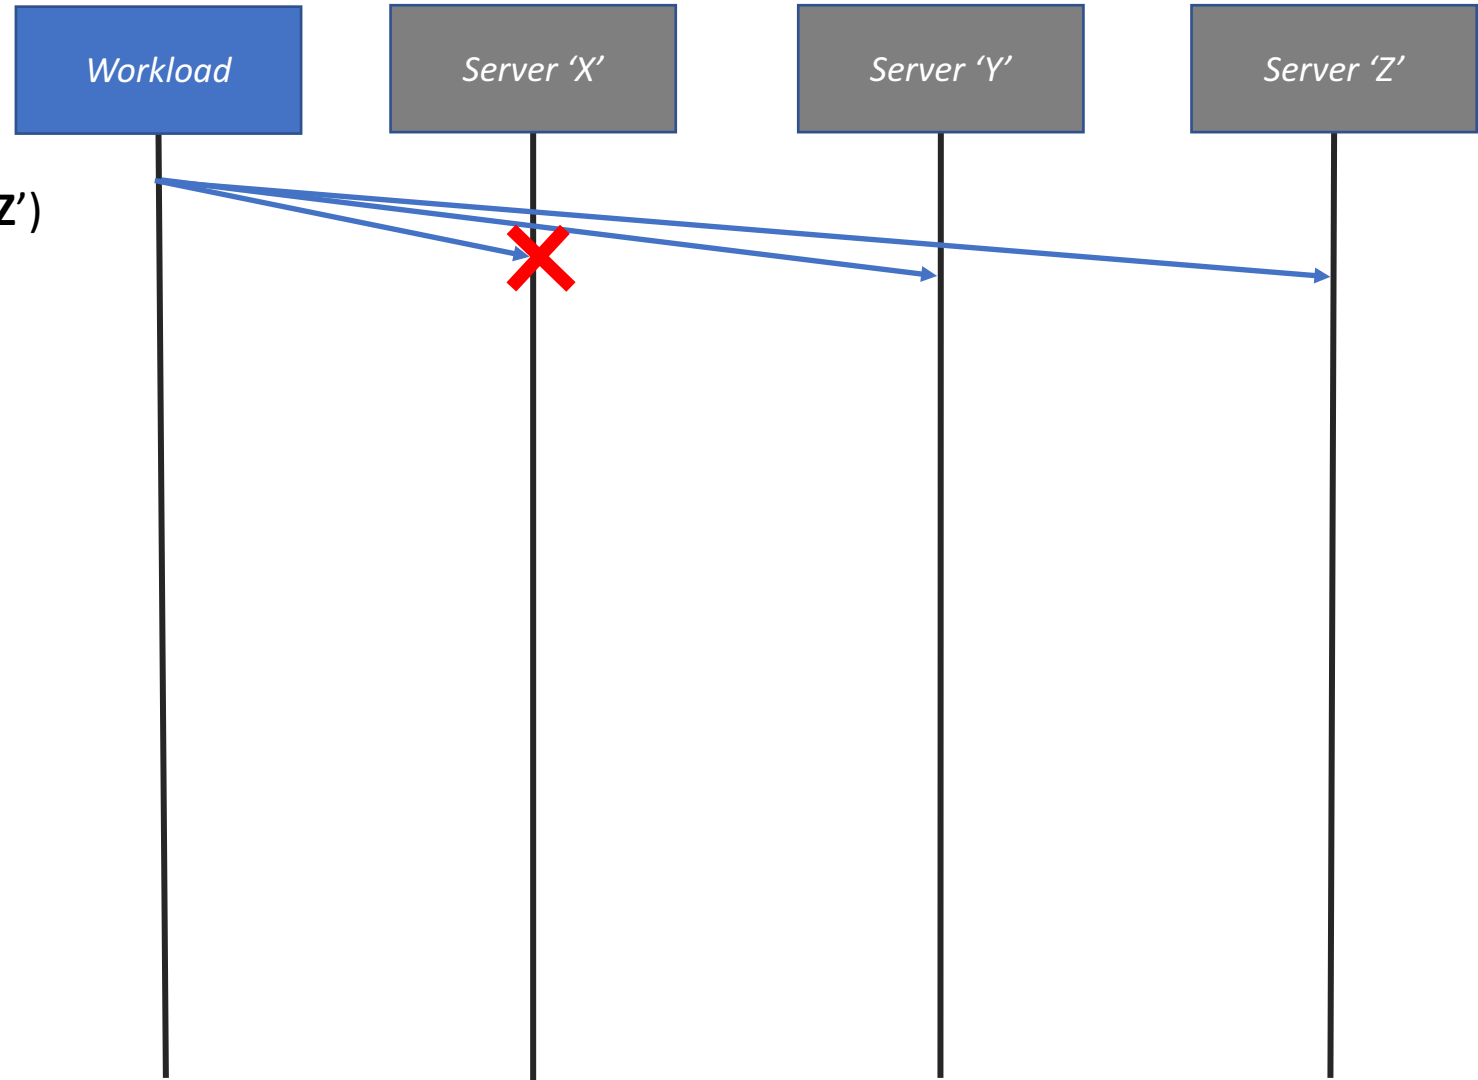 Workload
Server ‘X’
Server ‘Y’
Server ‘Z’
Z’)